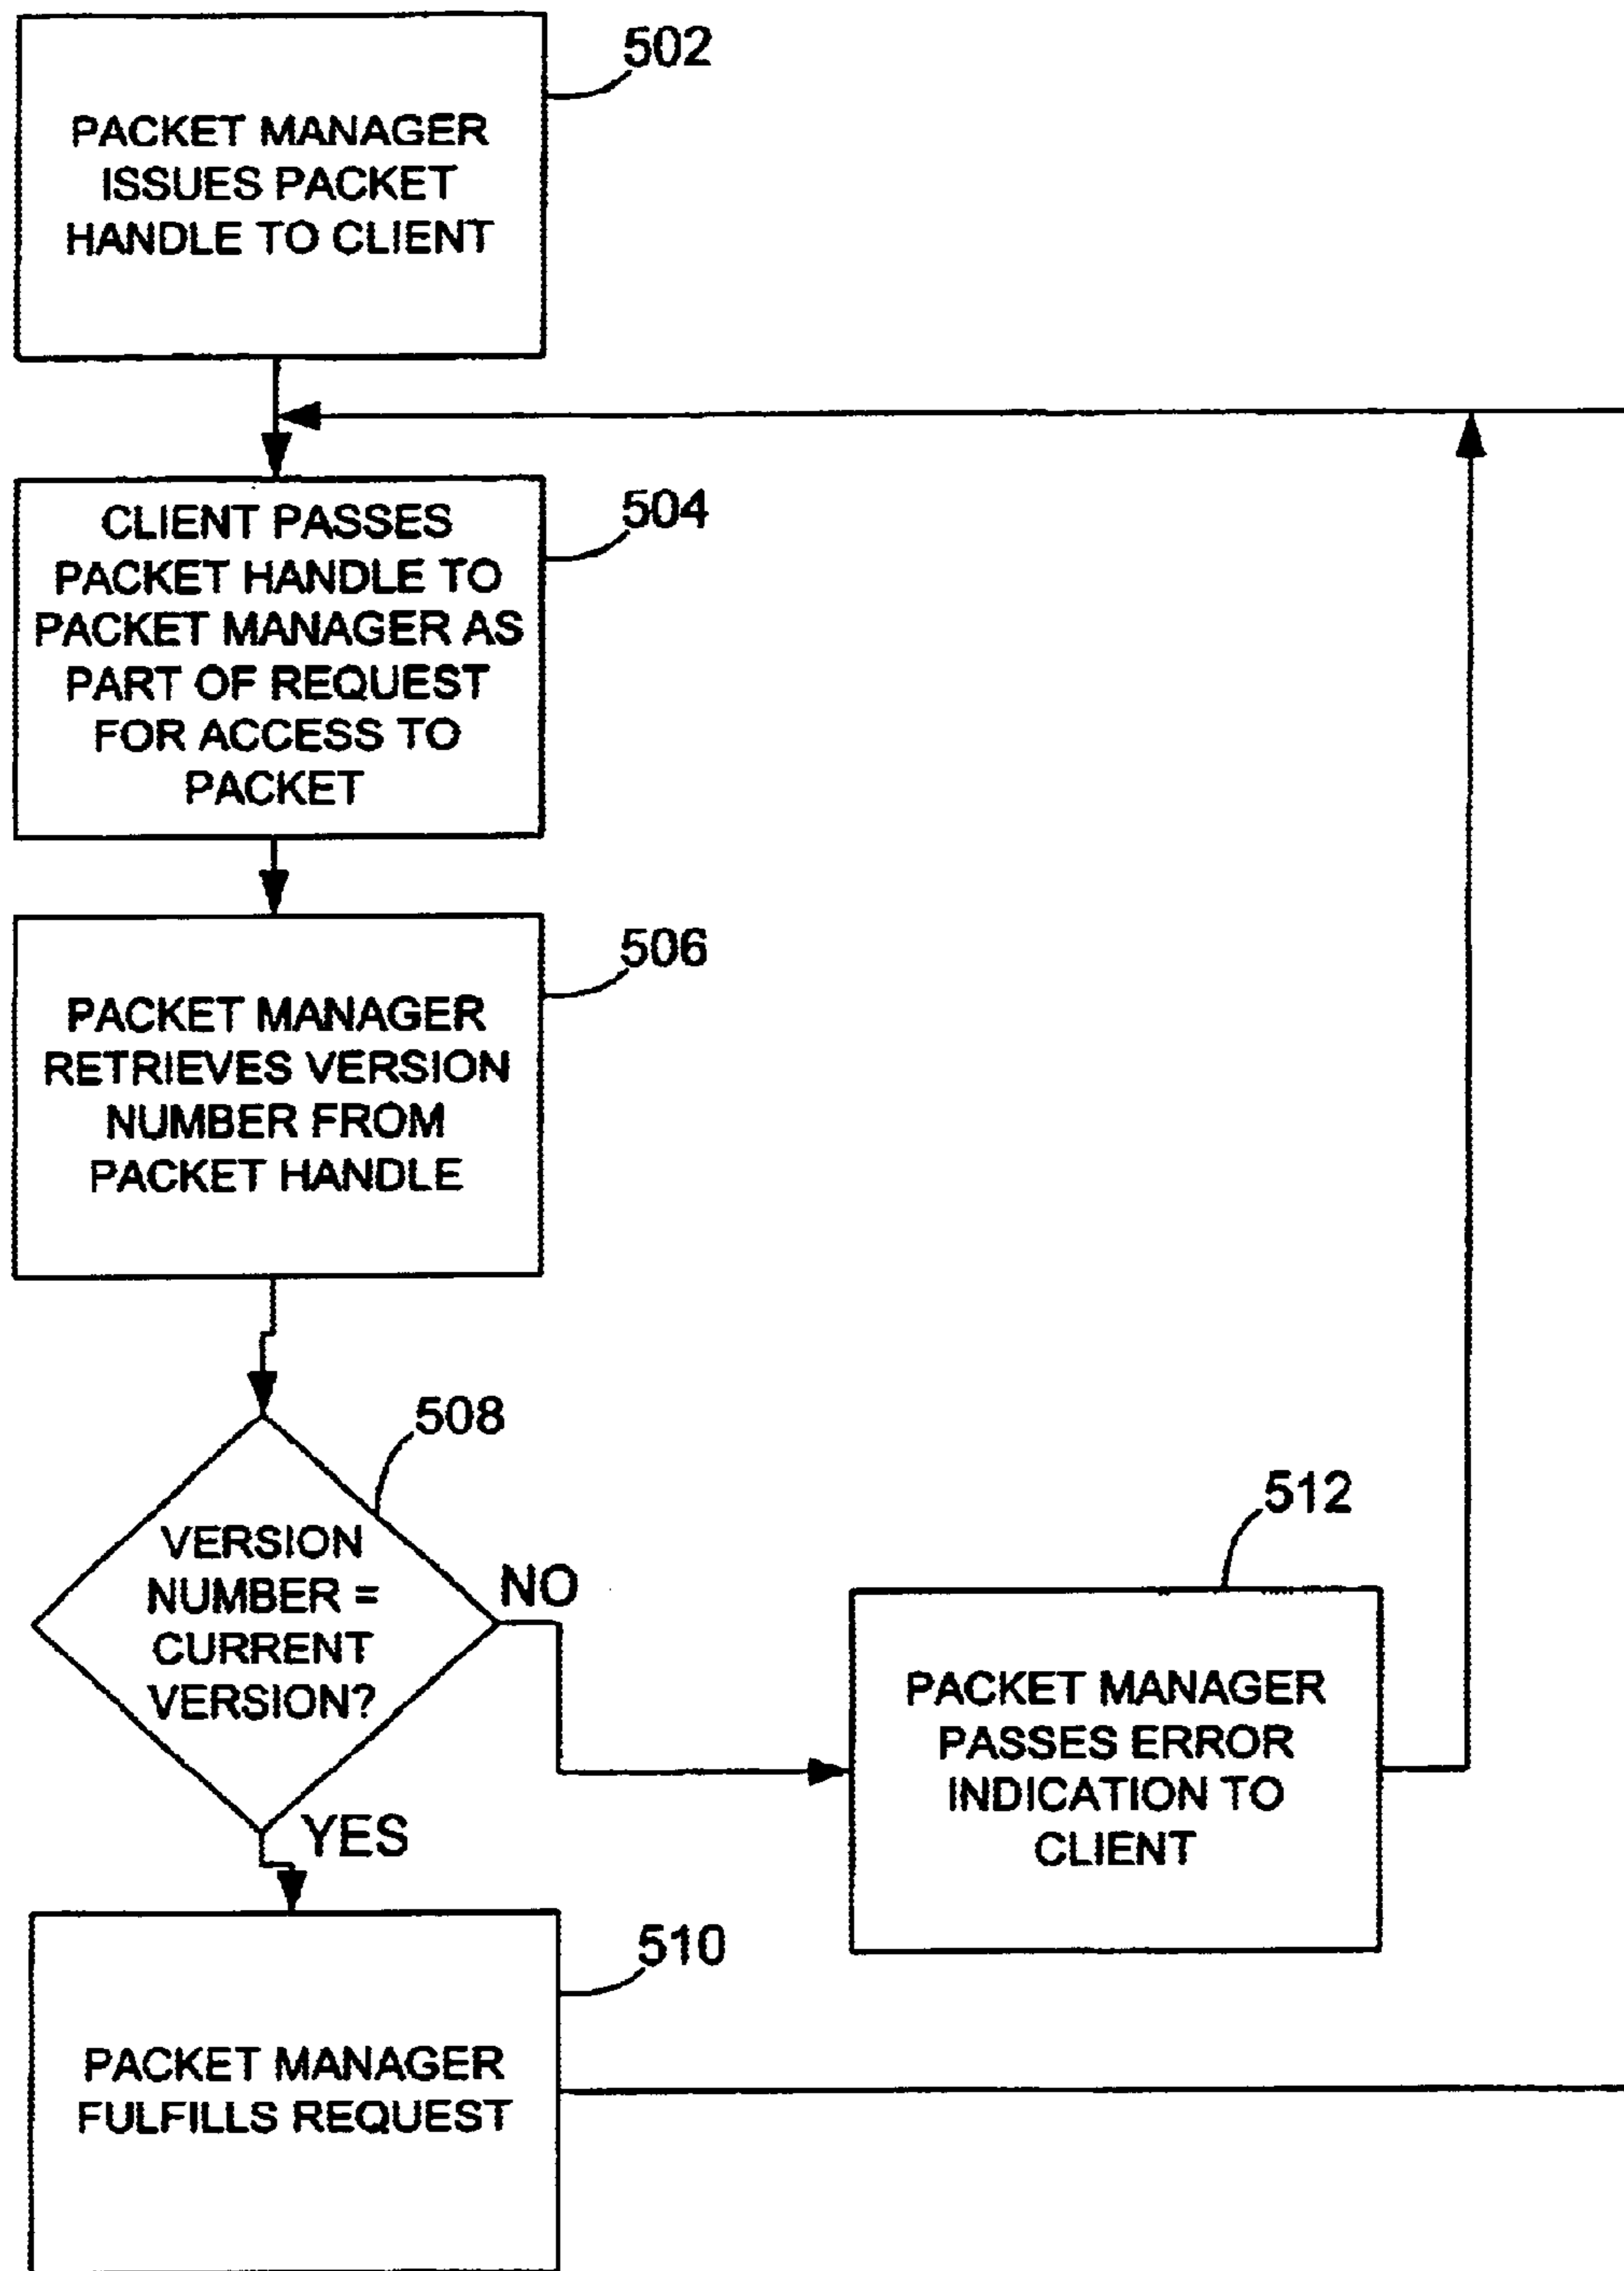 502
PACKET MANAGER
ISSUES PACKET
HANDLE TO CLIENT
504
CLIENT PASSES
PACKET HANDLE TO
PACKET MANAGER AS
PART OF REQUEST
FOR ACCESS TO
PACKET
506
PACKET MANAGER
RETRIEVES VERSION
NUMBER FROM
PACKET HANDLE
508
VERSION
NUMBER =
CURRENT
VERSION?
NO
YES
512
PACKET MANAGER
PASSES ERROR
INDICATION TO
CLIENT
510
PACKET MANAGER
FULFILLS REQUEST